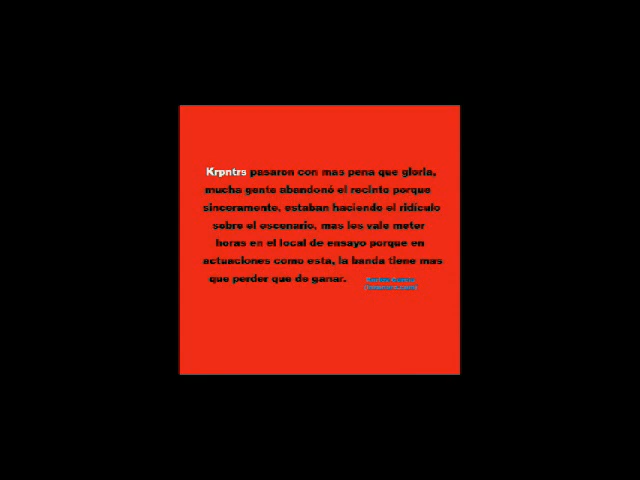 Krpntrs pasaron con mas pena que gloria,
mucha gente abandonó el recinto porque
sinceramente, estaban haciendo el ridículo
sobre el escenario, mas les vale meter
horas en el local de ensayo porque en
actuaciones como esta, la banda tiene mas
que perder que de ganar.